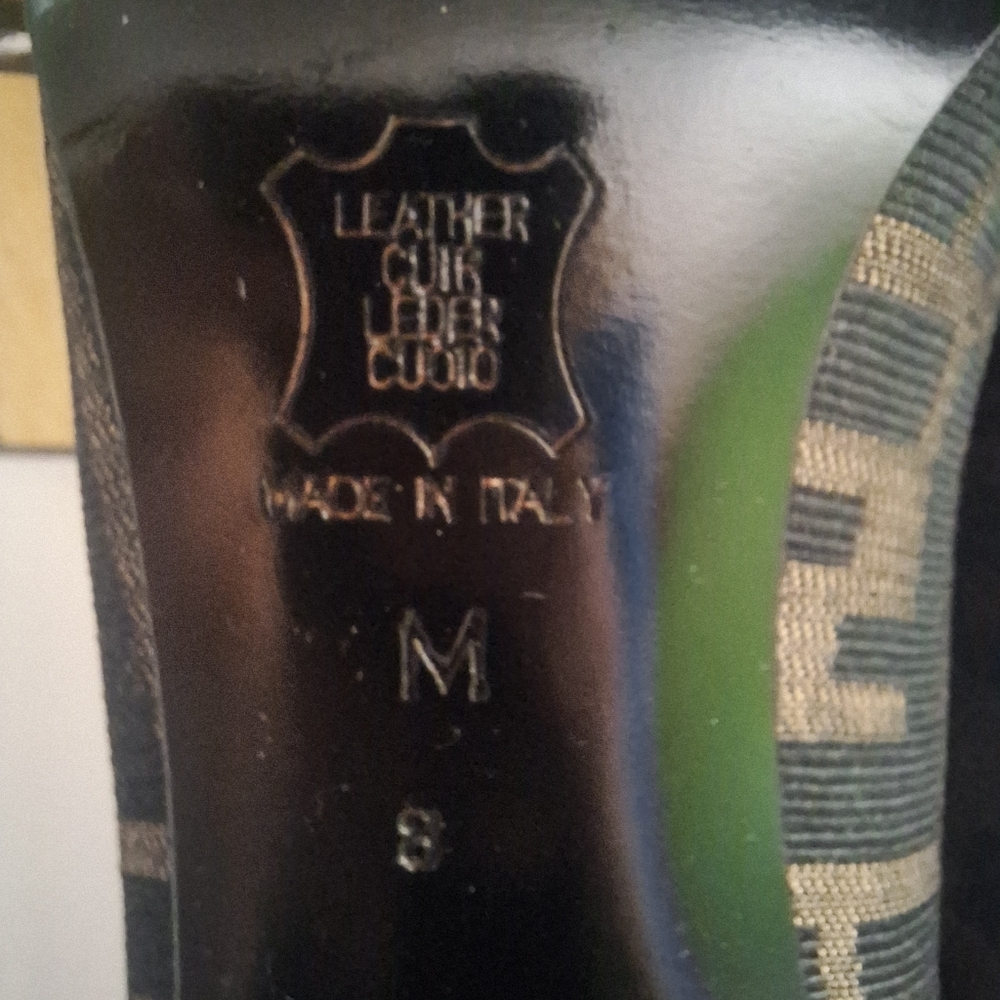 LEATHER
CUIR
LEDER
CUOIO
MADE IN ITALY
M
8